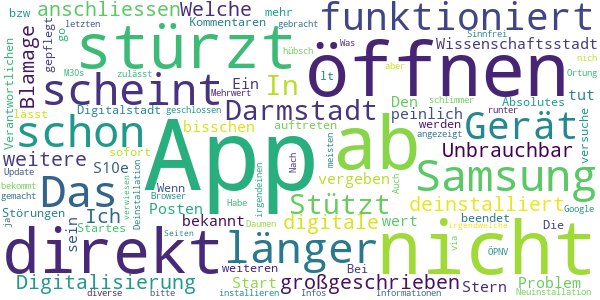 bzw anschliessen Welche letzten Kommentaren mehr gebracht Sinnfrei funktioniert
Verantwortlichen Blamage gepflegt go stürzt Ein Was hübsch öffnen Wissenschaftsstadt
M30s zulässt scheint In Mehrwert lt aber nich Ortung
lässt Digitalstadt geschlossen Darmstadt Den peinlich schlimmer runter tut versuche
schon bisschen auftreten App ab werden angezeigt Gerät Absolutes
weitere sofort S10e verwiesen Deinstallation vergeben irgendeinen Unbrauchbar
Update bekommt gemacht Das Wenn Browser Nach meisten Samsung
Störungen Ich Posten Habe Stützt Auch deinstalliert
ja sein bekannt Daumen digitale wert beendet Google irgendwelche
direkt Startes Seiten länger Die via nicht ÖPNV
Digitalisierung weiteren Start großgeschrieben Bei Stern Problem
diverse bitte installieren Infos Informationen Neuinstallation